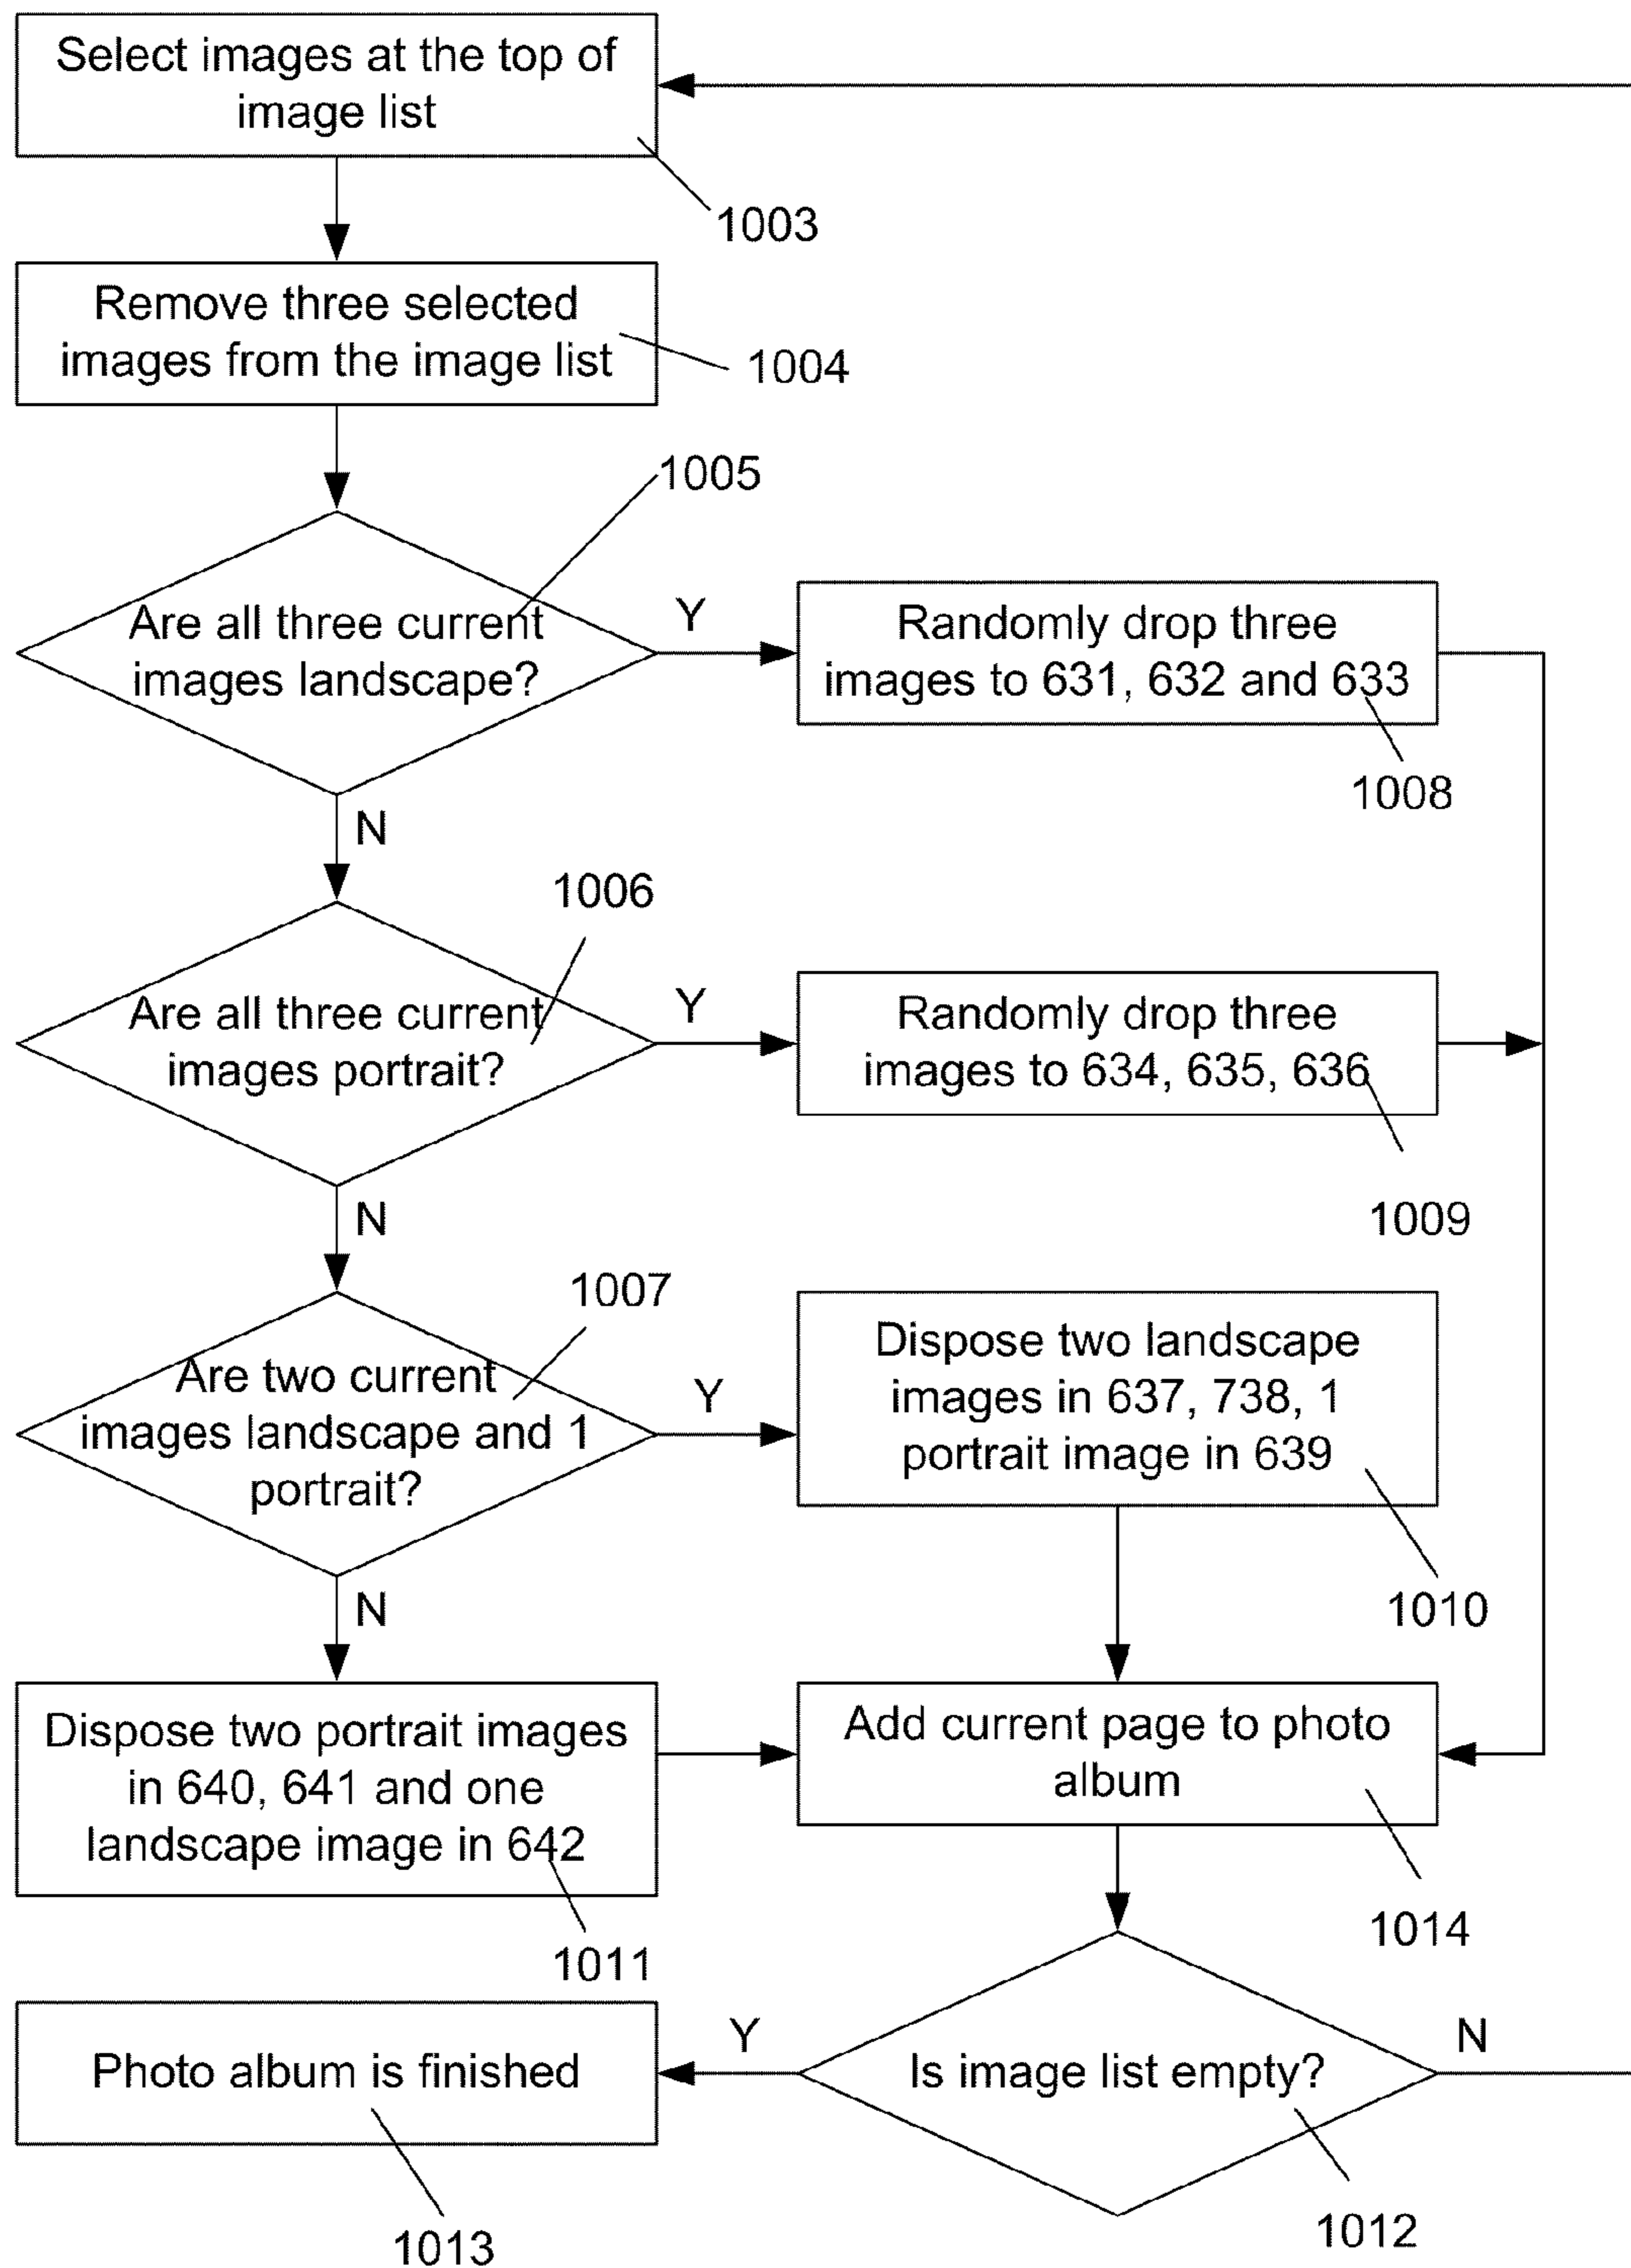 Select images at the top of
image list
1003
Remove three selected
images from the image list
1004
1005
Are all three current
images landscape?
Y
Randomly drop three
images to 631, 632 and 633
1008
N
1006
Are all three current
images portrait?
Y
Randomly drop three
images to 634, 635, 636
1009
N
1007
Are two current
images landscape and 1
portrait?
Y
Dispose two landscape
images in 637, 738, 1
portrait image in 639
1010
N
Dispose two portrait images
in 640, 641 and one
landscape image in 642
1011
Add current page to photo
album
1014
Photo album is finished
1013
Y
Is image list empty?
N
1012